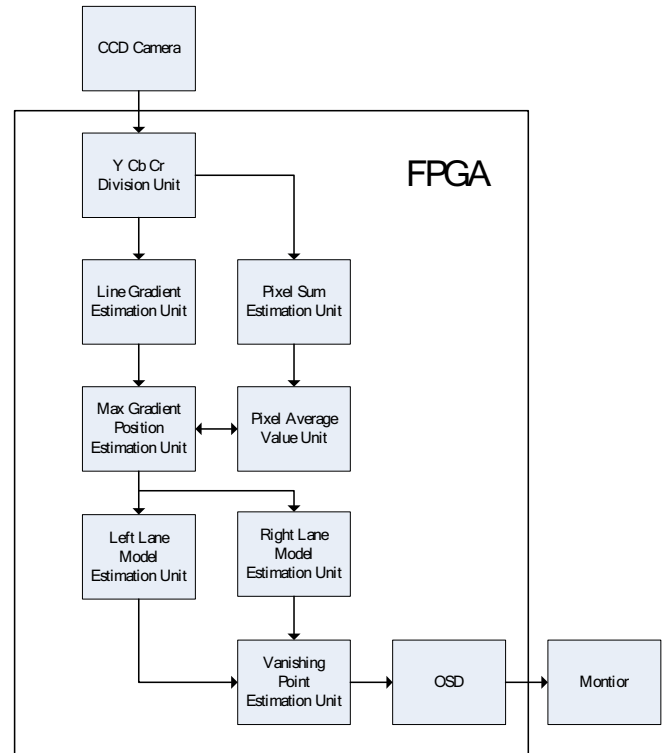 CCD Camera
FPGA
Y Cb Cr
Division Unit
Line Gradient
Estimation Unit
Pixel Sum
Estimation Unit
Max Gradient
Position
Estimation Unit
Pixel Average
Value Unit
Left Lane
Model
Estimation Unit
Right Lane
Model
Estimation Unit
Vanishing
Point
Estimation Unit
OSD
Montior